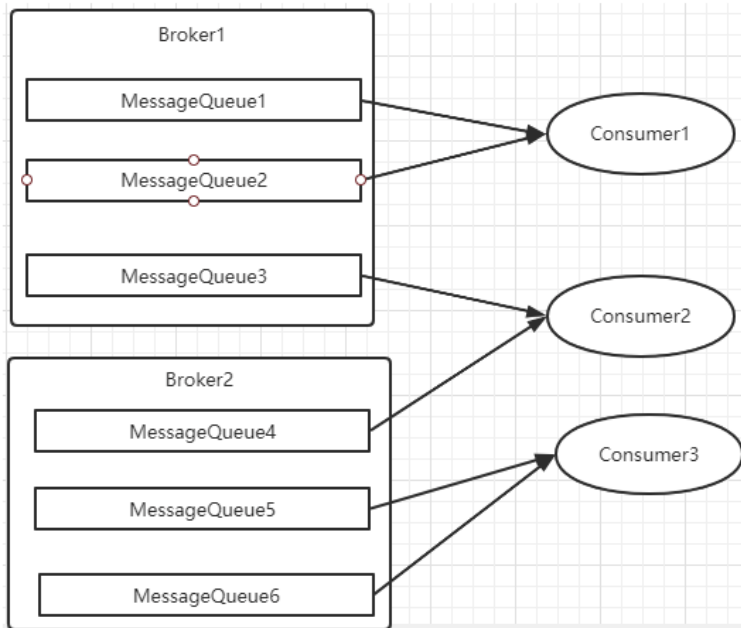 Broker1
MessageQueue1
MessageQueue2
MessageQueue3
Consumer1
Consumer2
Broker2
MessageQueue4
MessageQueue5
MessageQueue6
Consumer3